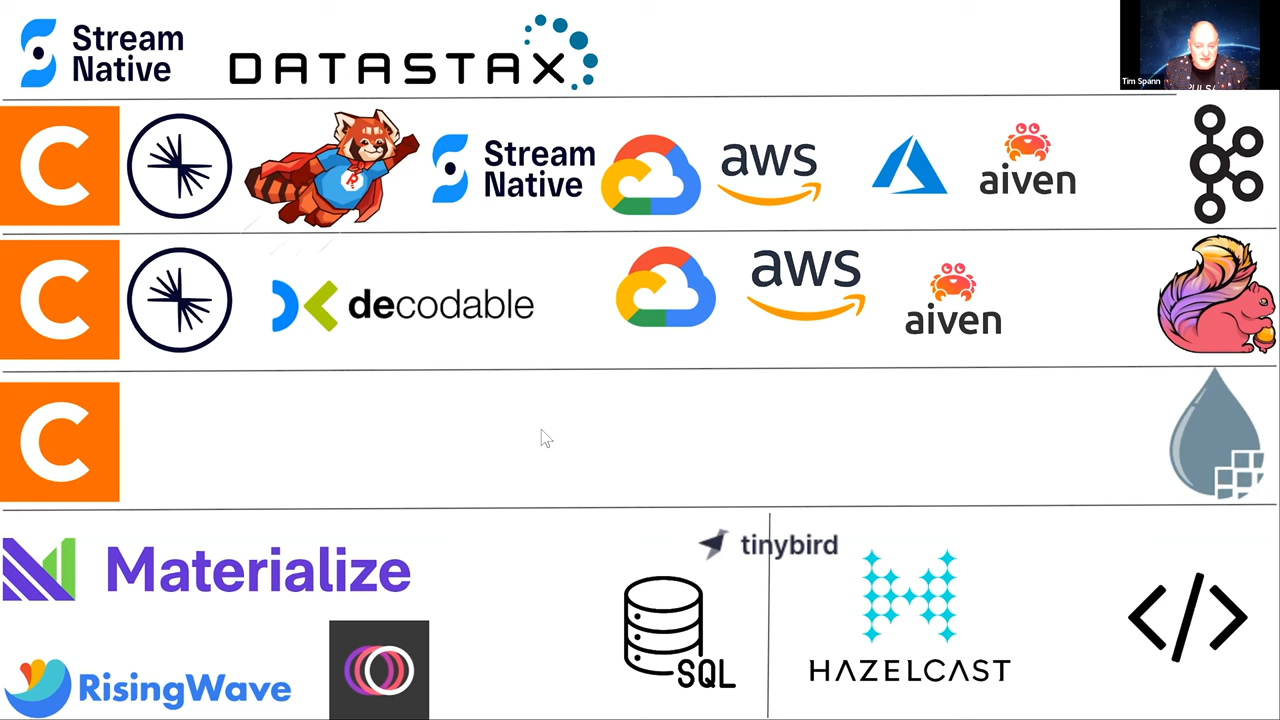 Stream
Native
DATASTAX
Tim Spann
C
Stream
Native
aws
aiven
C
decodable
aws
aiven
C
Materialize
tinybird
SQL
HAZELCAST
RisingWave